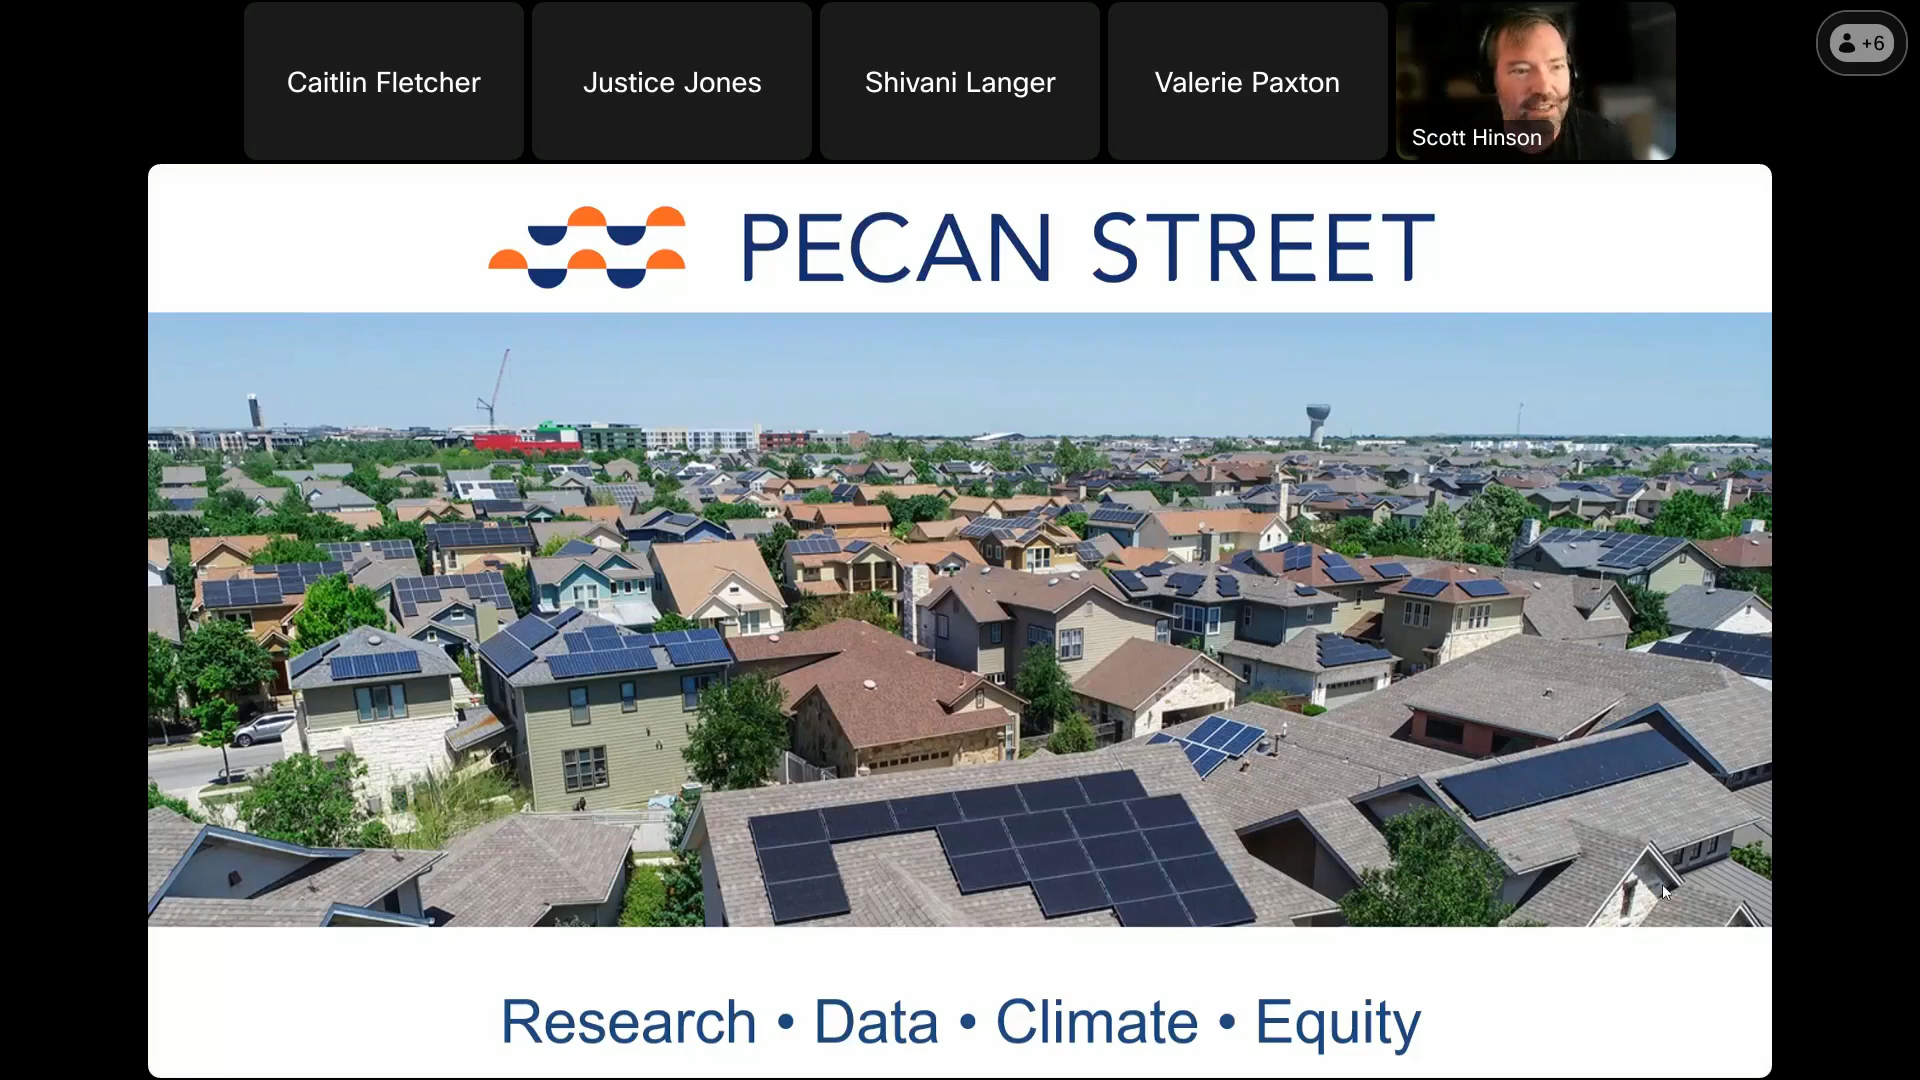 Caitlin Fletcher
Justice Jones
Shivani Langer
Valerie Paxton
Scott Hinson
+6
PECAN STREET
Research • Data • Climate • Equity